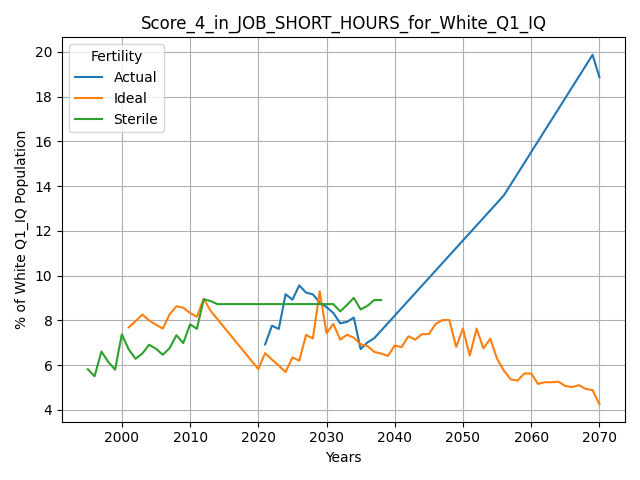 Score_4_in_JOB_SHORT_HOURS_for_White_Q1_IQ
Fertility
Actual
Ideal
Sterile
% of White Q1_IQ Population
20
18
16
14
12
10
8
6
4
2000
2010
2020
2030
2040
2050
2060
2070
Years